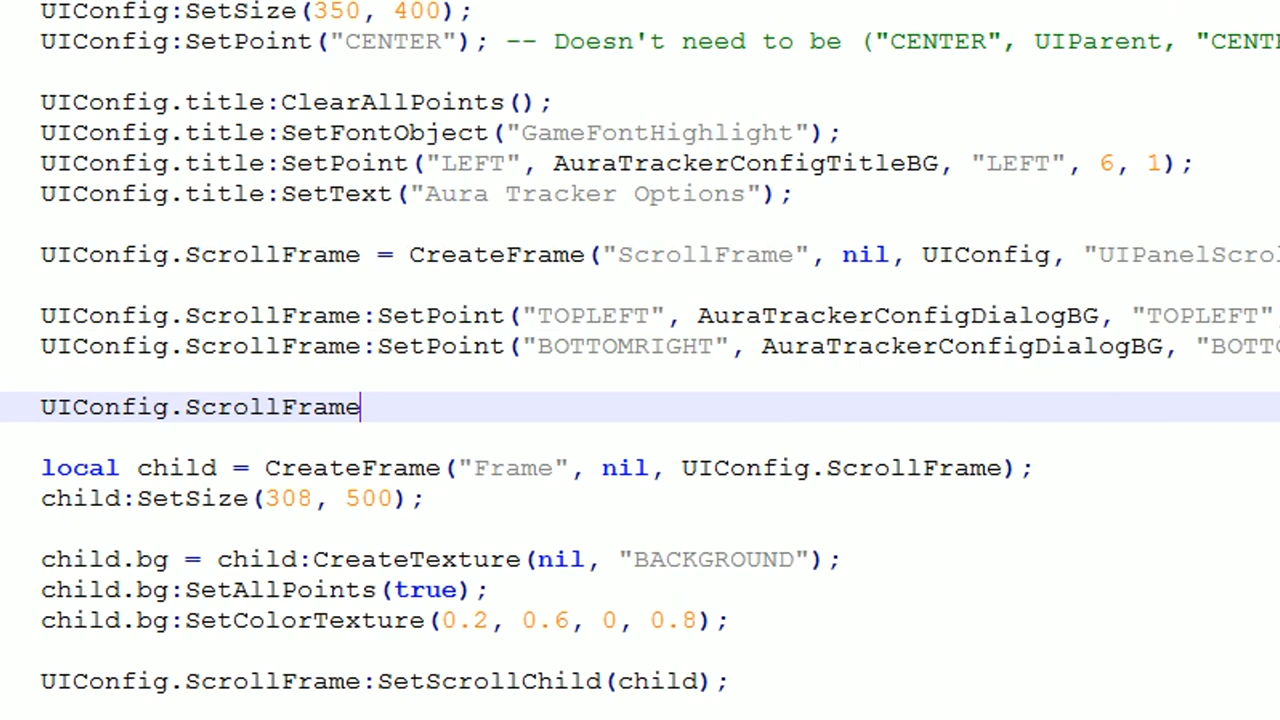 UIConfig:SetSize(350, 400);
UIConfig:SetPoint("CENTER"); -- Doesn't need to be ("CENTER", UIParent, "CENT
UIConfig.title:ClearAllPoints();
UIConfig.title:SetFontObject("GameFontHighlight");
UIConfig.title:SetPoint("LEFT", AuraTrackerConfigTitleBG, "LEFT", 6, 1);
UIConfig.title:SetText("Aura Tracker Options");
UIConfig.ScrollFrame = CreateFrame("ScrollFrame", nil, UIConfig, "UIPanelScrol
UIConfig.ScrollFrame:SetPoint("TOPLEFT", AuraTrackerConfigDialogBG, "TOPLEFT",
UIConfig.ScrollFrame:SetPoint("BOTTOMRIGHT", AuraTrackerConfigDialogBG, "BOTTO
UIConfig.ScrollFrame
local child = CreateFrame("Frame", nil, UIConfig.ScrollFrame);
child:SetSize(308, 500);
child.bg = child:CreateTexture(nil, "BACKGROUND");
child.bg:SetAllPoints(true);
child.bg:SetColorTexture(0.2, 0.6, 0, 0.8);
UIConfig.ScrollFrame:SetScrollChild(child);